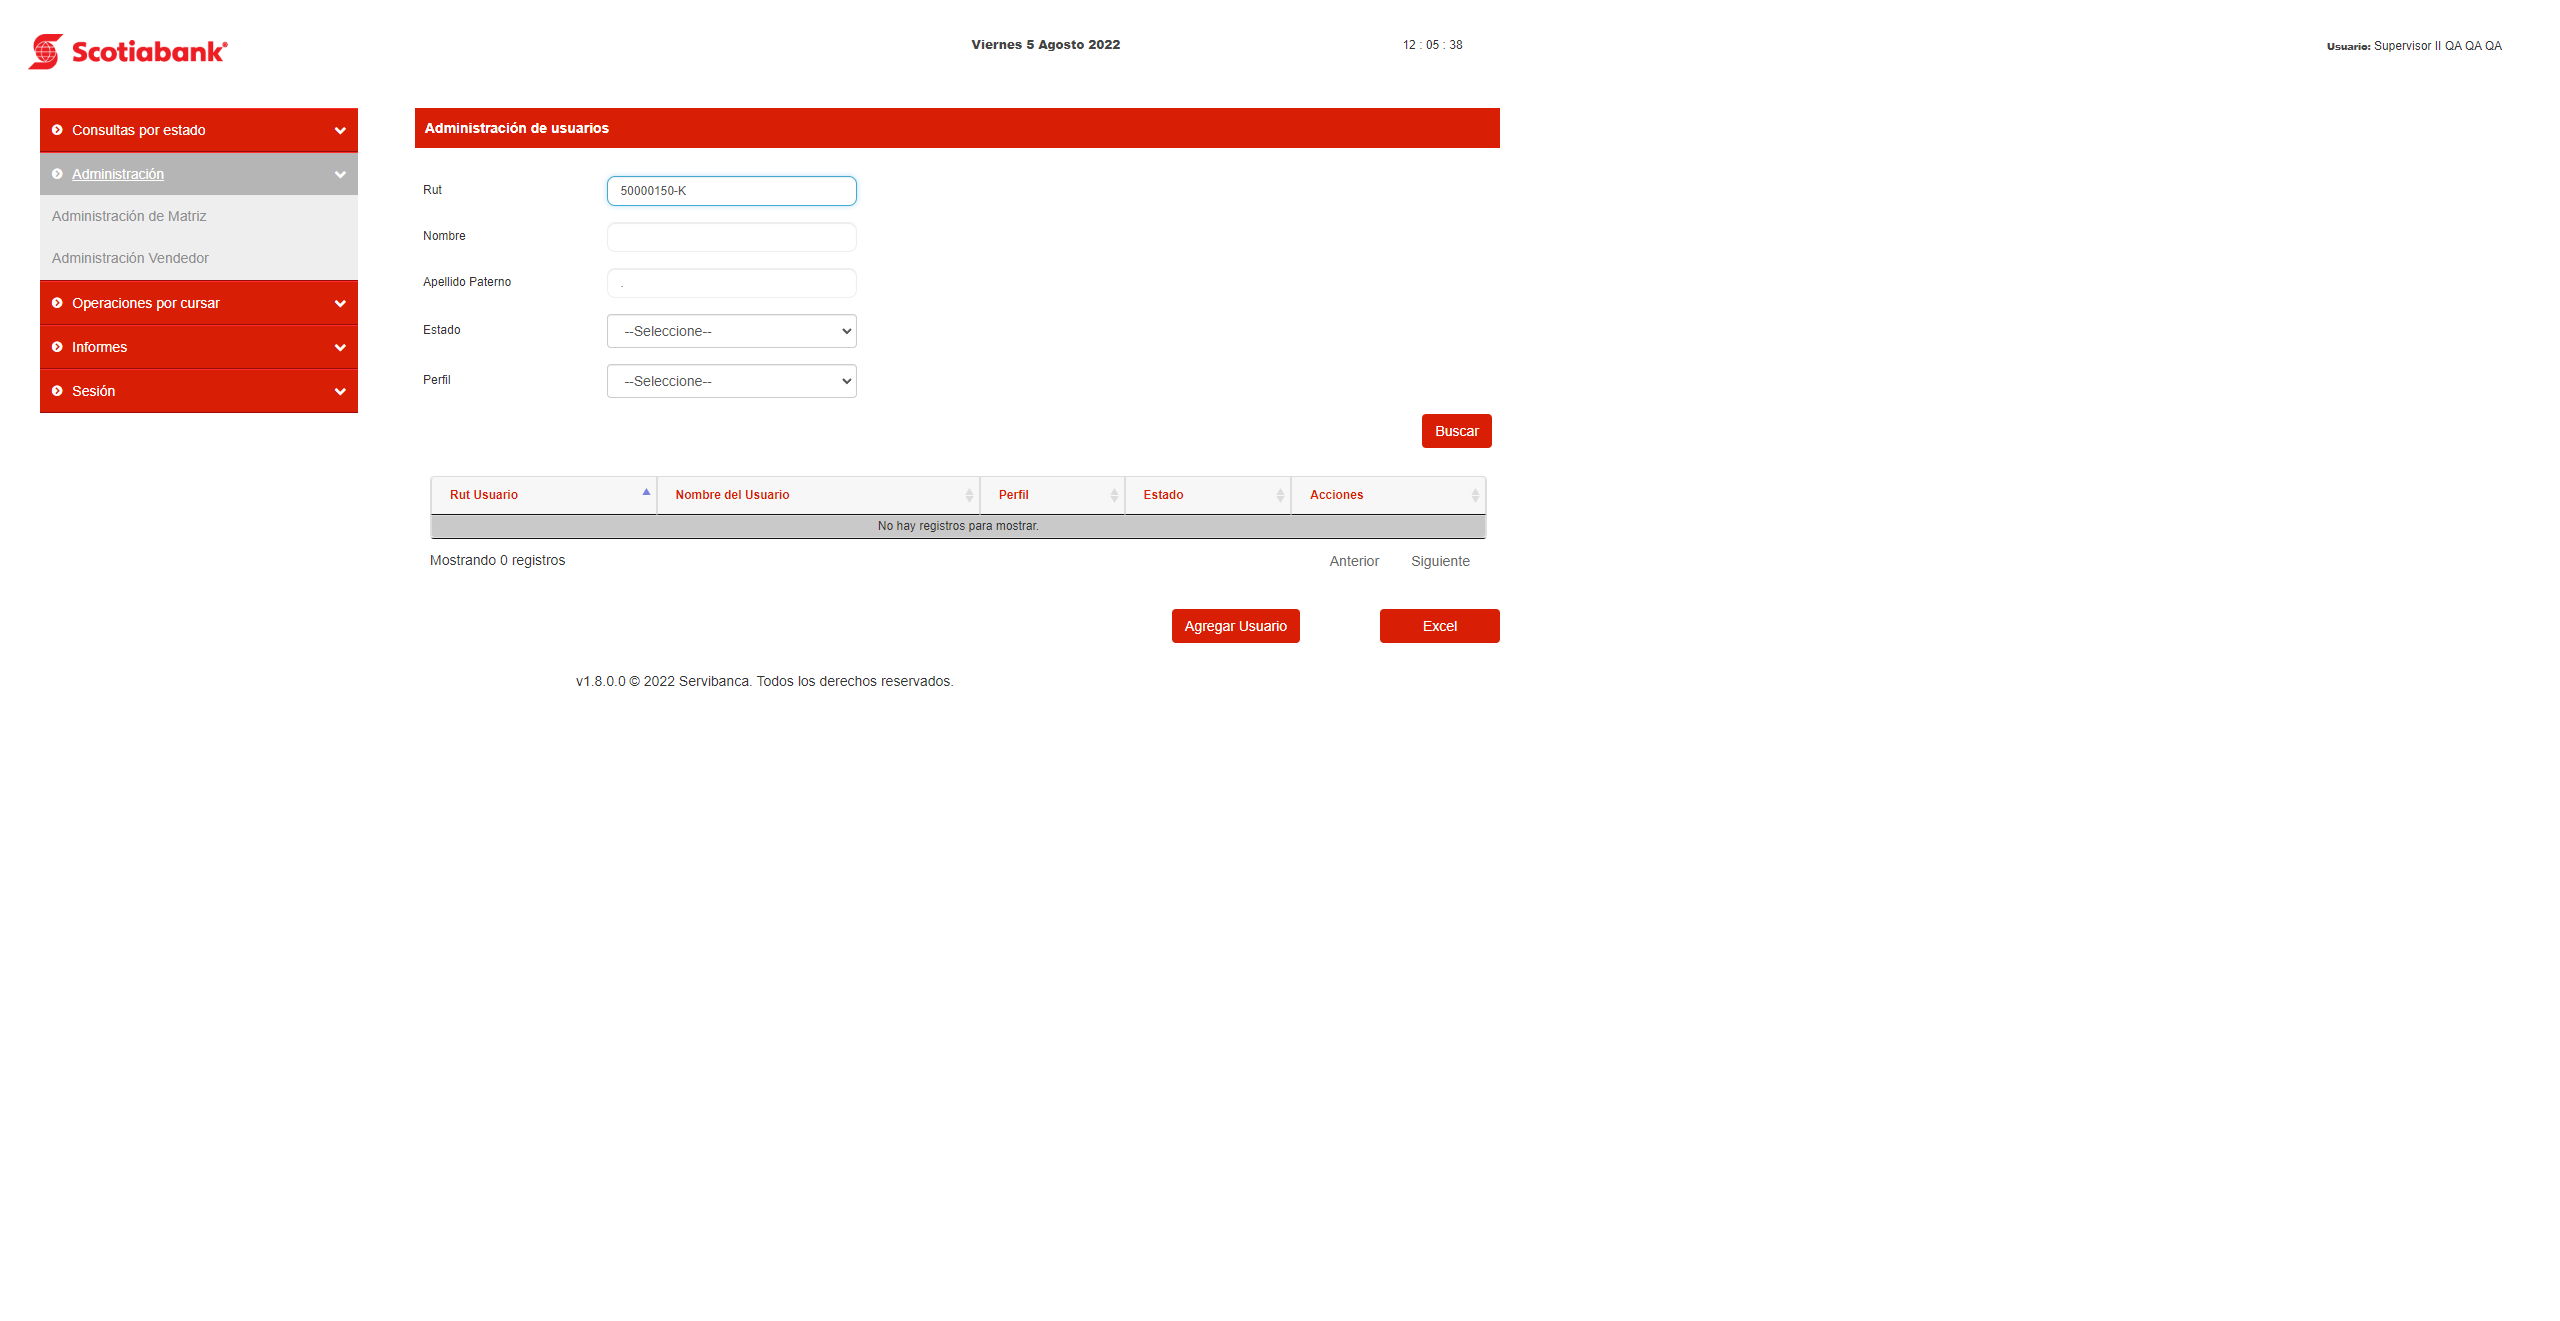 Scotiabank®
Viernes 5 Agosto 2022
12 : 05 : 38
Usuario: Supervisor II QA QA QA
Consultas por estado
Administración
Administración de Matriz
Administración Vendedor
Operaciones por cursar
Informes
Sesión
Administración de usuarios
Rut
50000150-K
Nombre
Apellido Paterno
.
Estado
--Seleccione--
Perfil
--Seleccione--
Buscar
Rut Usuario Nombre del Usuario Perfil Estado Acciones
No hay registros para mostrar.
Mostrando 0 registros
Anterior Siguiente
Agregar Usuario Excel
v1.8.0.0 © 2022 Servibanca. Todos los derechos reservados.